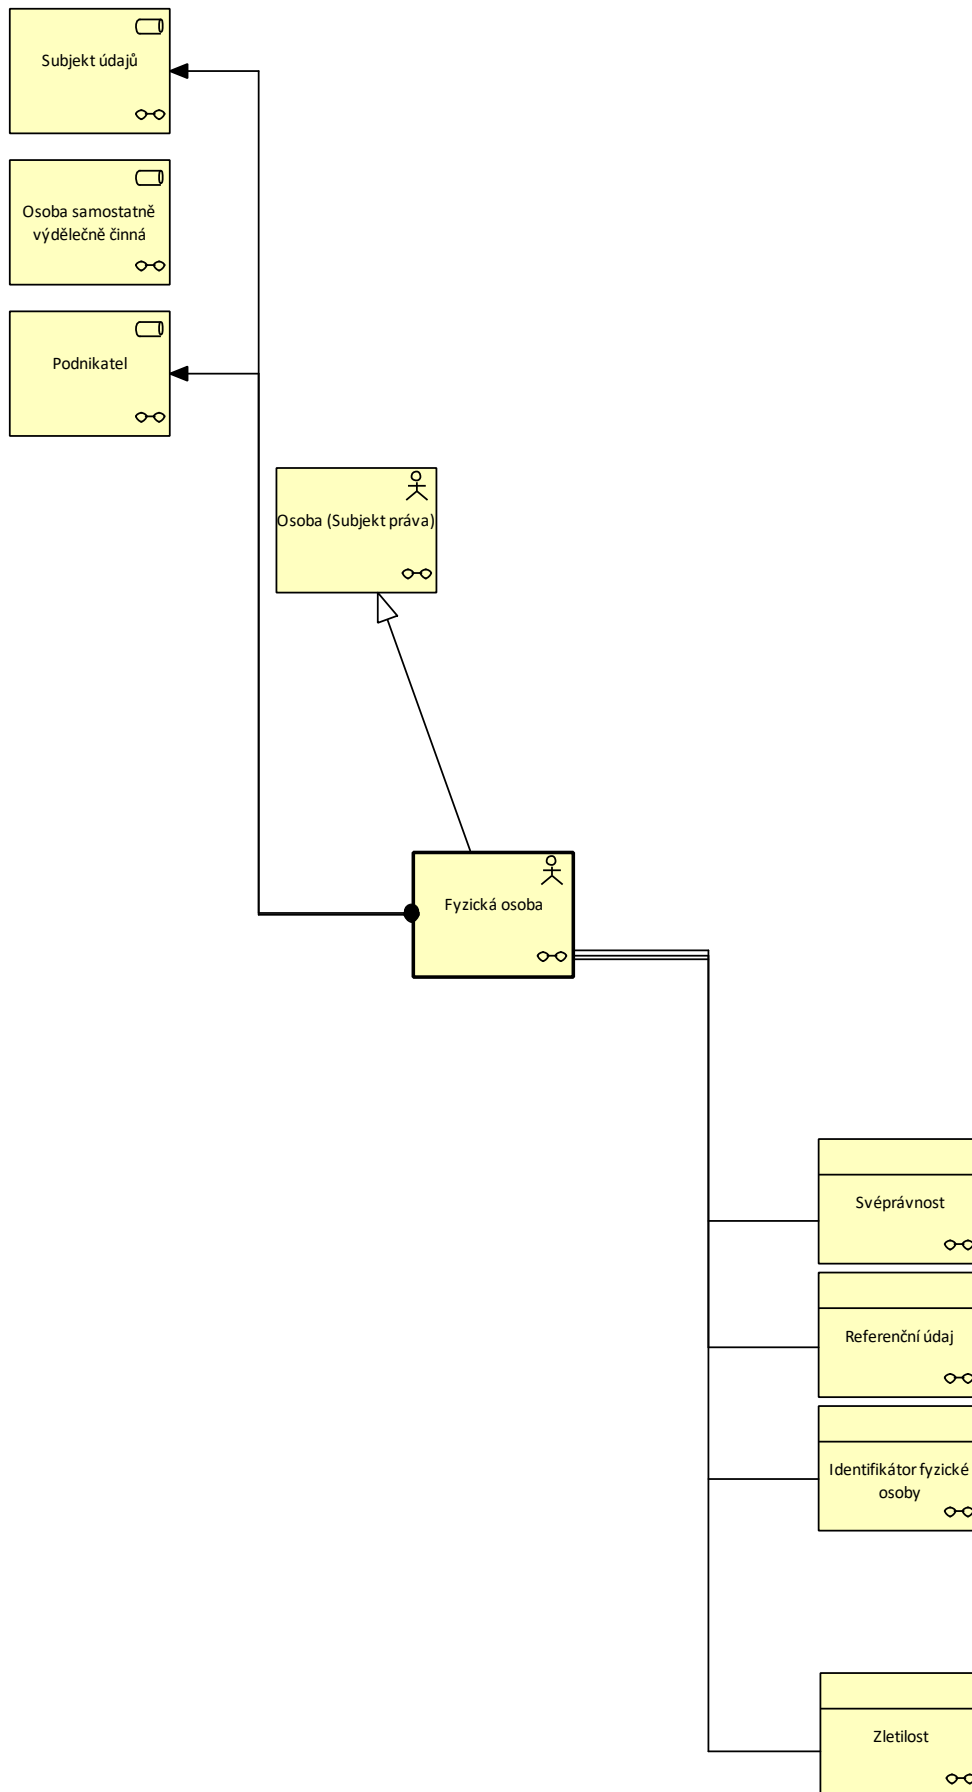 Subjekt údajů
Osoba samostatně
výdělečně činná
Podnikatel
Osoba (Subjekt práva)
Fyzická osoba
Svéprávnost
Referenční údaj
Identifikátor fyzické
osoby
Zletilost